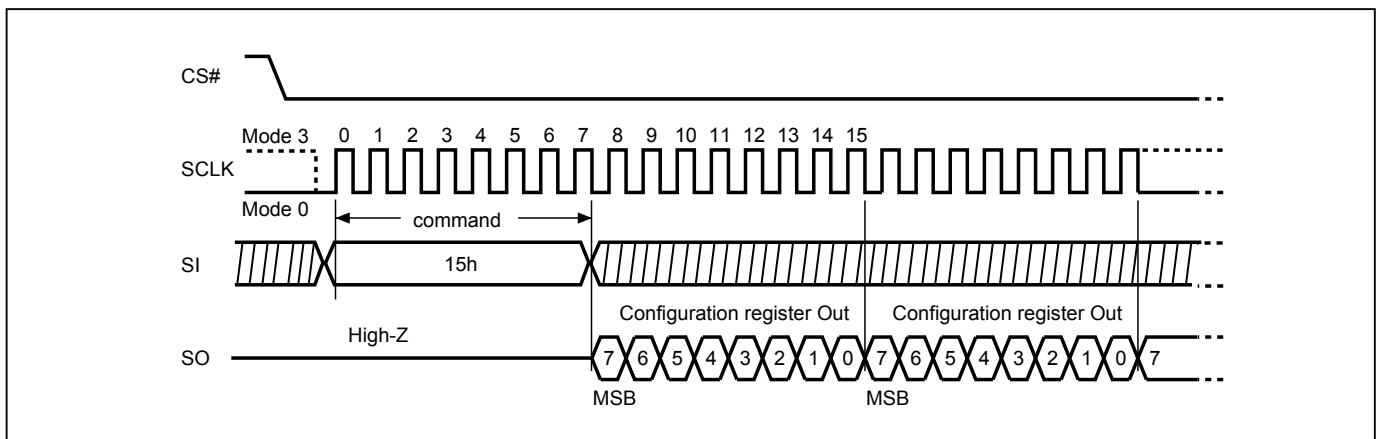 CS#
Mode 3 0 1 2 3 4 5 6 7 8 9 10 11 12 13 14 15
SCLK
Mode 0
command
SI 15h
Configuration register Out Configuration register Out
High-Z
SO 7 6 5 4 3 2 1 0 7 6 5 4 3 2 1 0 7
MSB MSB